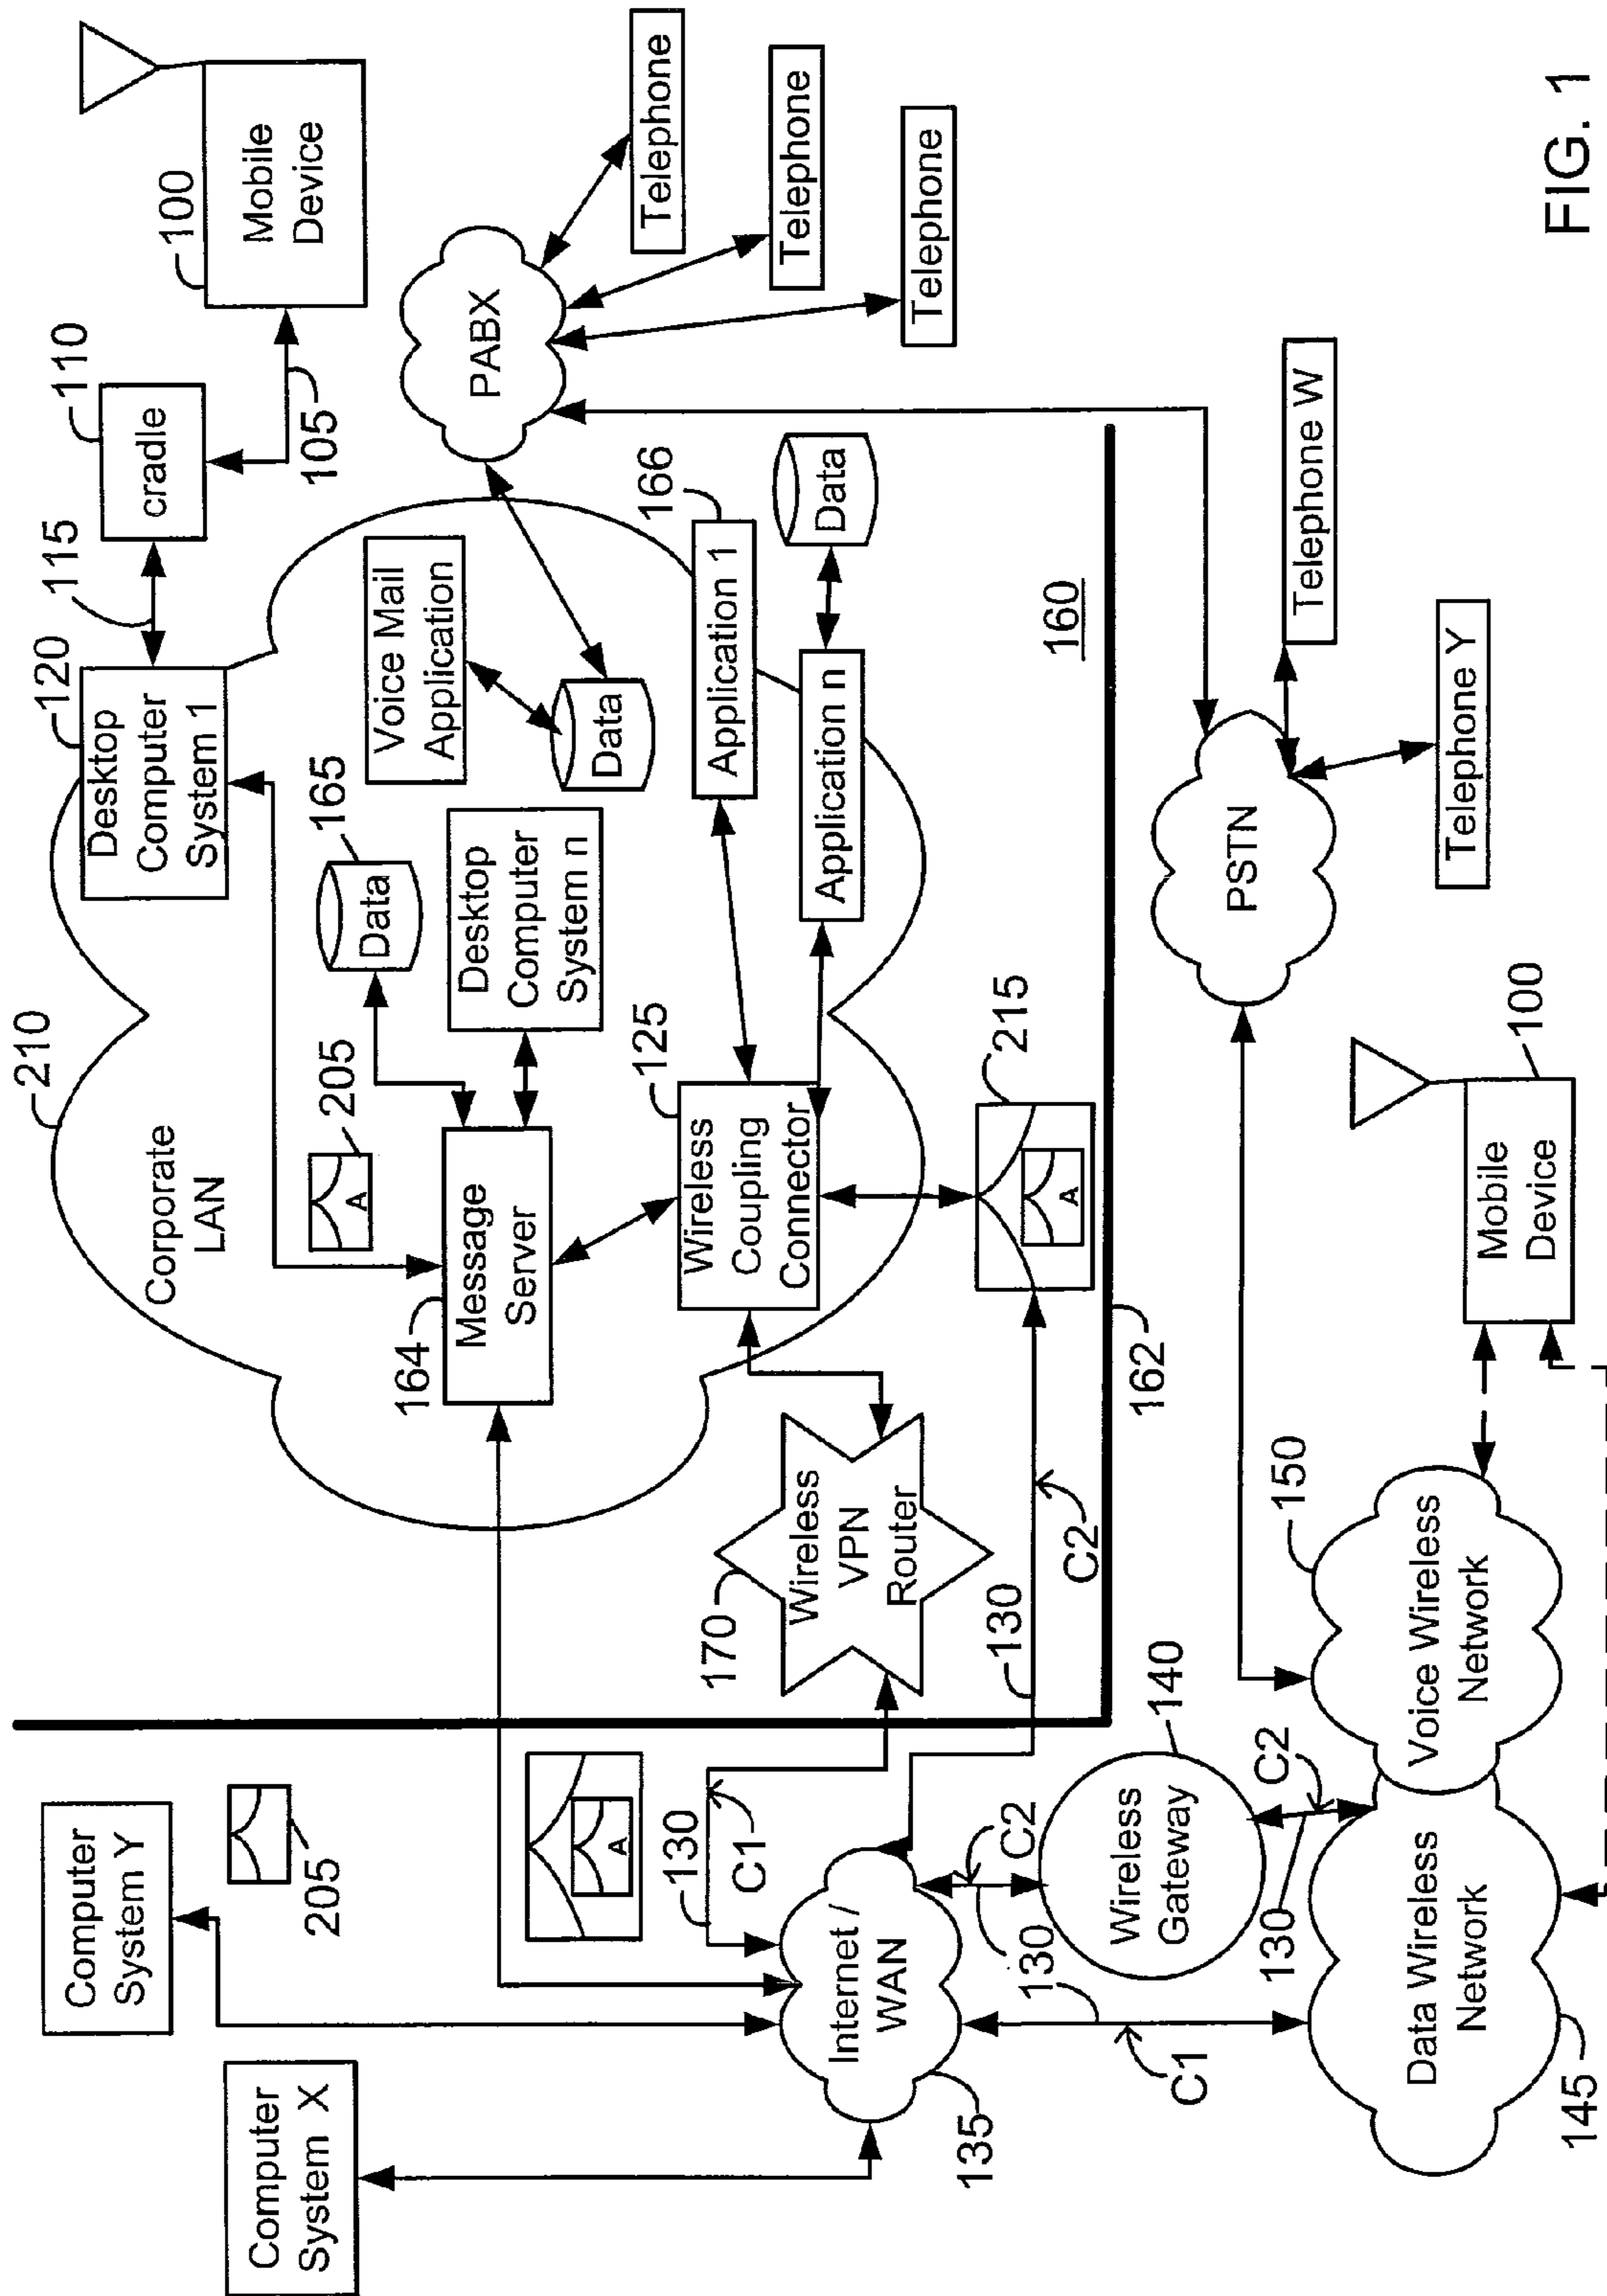 210
Computer
System Y
120
Desktop
Computer
System 1
115
cradle
110
100
Mobile
Device
105
Computer
System X
205
Corporate
LAN
A
205
165
Data
Voice Mail
Application
164
Message
Server
Desktop
Computer
System n
Data
PABX
Telephone
Telephone
Telephone
A
130
C1
170
Wireless
VPN
Router
125
Wireless
Coupling
Connector
Application 1
166
Application n
Data
Internet /
WAN
135
130
C2
A
215
160
162
C2
130
Wireless
Gateway
140
130
C1
130
C2
PSTN
Telephone W
Telephone Y
Data Wireless
Network
145
Voice Wireless
Network
150
Mobile
Device
100
FIG. 1